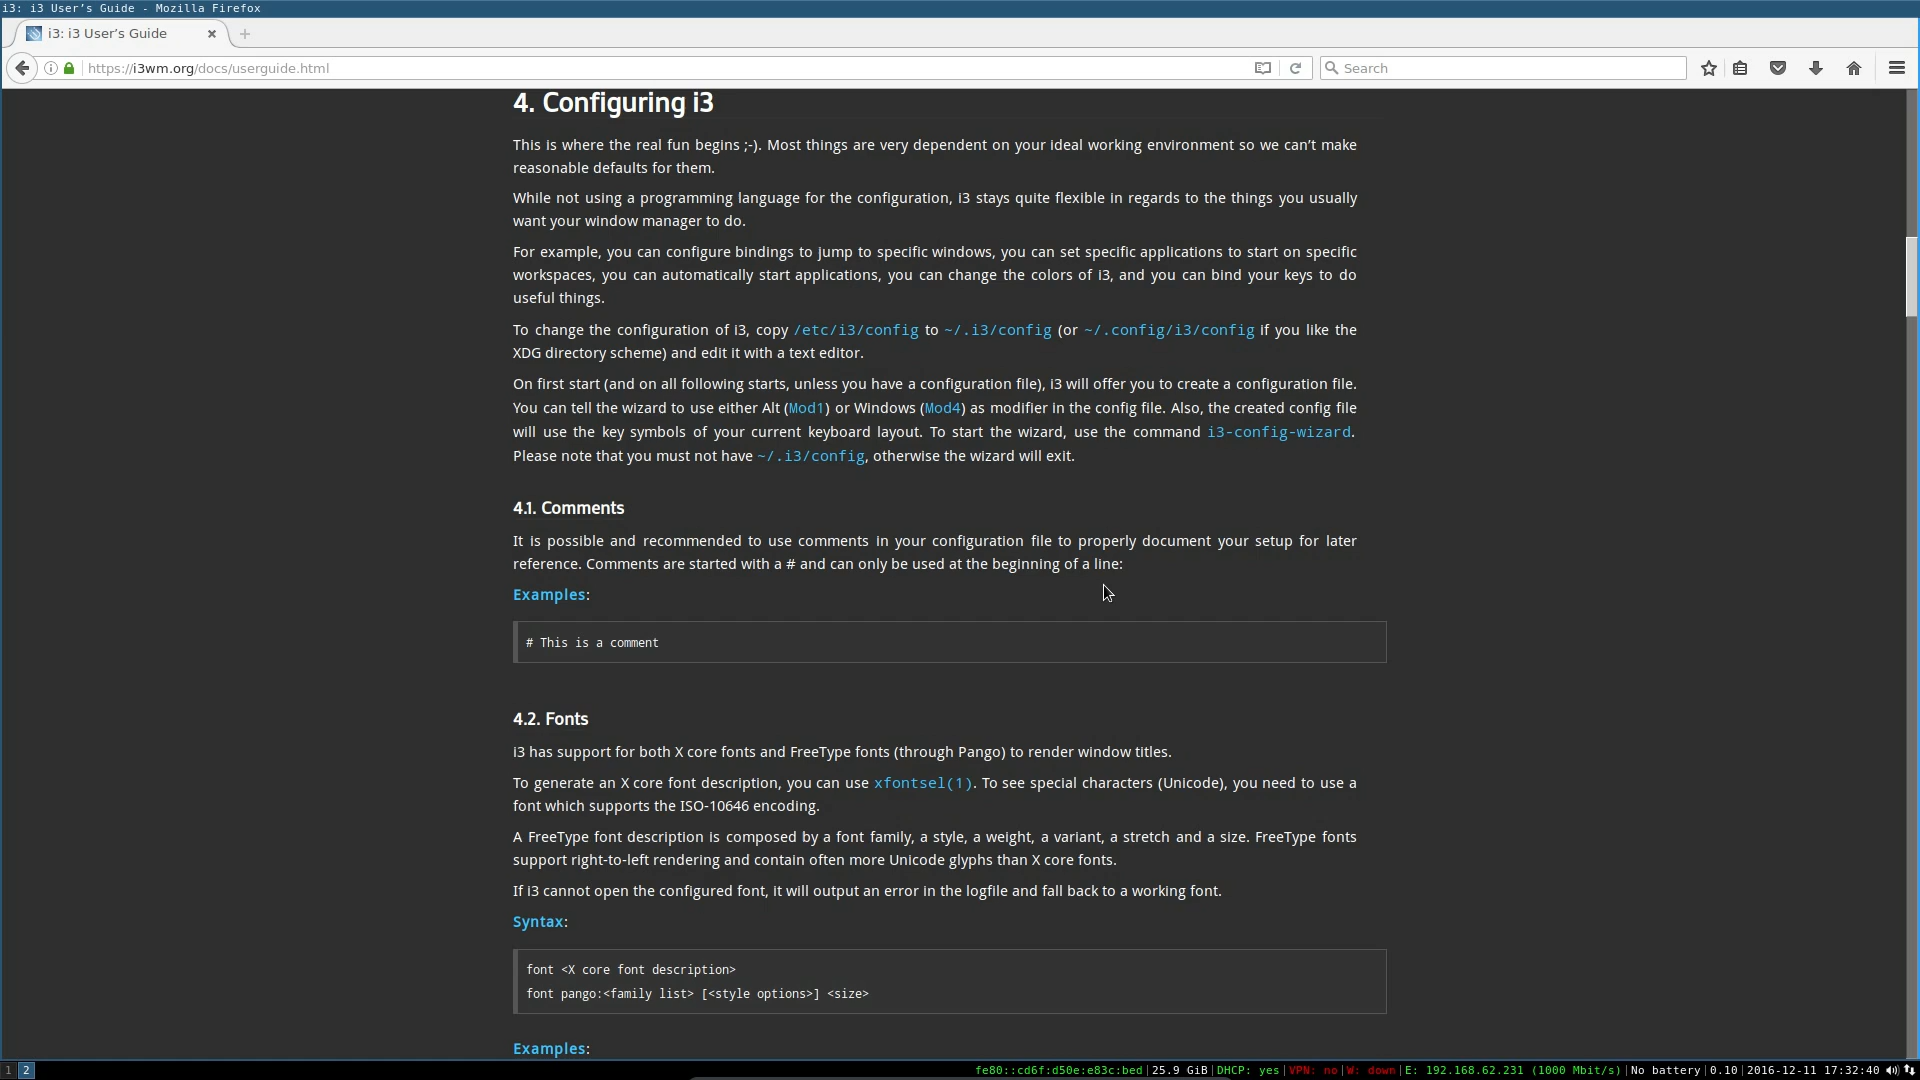 i3: i3 User's Guide - Mozilla Firefox
i3: i3 User's Guide
https://i3wm.org/docs/userguide.html
Search
4. Configuring i3
This is where the real fun begins ;-). Most things are very dependent on your ideal working environment so we can't make
reasonable defaults for them.
While not using a programming language for the configuration, i3 stays quite flexible in regards to the things you usually
want your window manager to do.
For example, you can configure bindings to jump to specific windows, you can set specific applications to start on specific
workspaces, you can automatically start applications, you can change the colors of i3, and you can bind your keys to do
useful things.
To change the configuration of i3, copy /etc/i3/config to ~/.i3/config (or ~/.config/i3/config if you like the
XDG directory scheme) and edit it with a text editor.
On first start (and on all following starts, unless you have a configuration file), i3 will offer you to create a configuration file.
You can tell the wizard to use either Alt (Mod1) or Windows (Mod4) as modifier in the config file. Also, the created config file
will use the key symbols of your current keyboard layout. To start the wizard, use the command i3-config-wizard.
Please note that you must not have ~/.i3/config, otherwise the wizard will exit.
4.1. Comments
It is possible and recommended to use comments in your configuration file to properly document your setup for later
reference. Comments are started with a # and can only be used at the beginning of a line:
Examples:
# This is a comment
4.2. Fonts
i3 has support for both X core fonts and FreeType fonts (through Pango) to render window titles.
To generate an X core font description, you can use xfontsel(1). To see special characters (Unicode), you need to use a
font which supports the ISO-10646 encoding.
A FreeType font description is composed by a font family, a style, a weight, a variant, a stretch and a size. FreeType fonts
support right-to-left rendering and contain often more Unicode glyphs than X core fonts.
If i3 cannot open the configured font, it will output an error in the logfile and fall back to a working font.
Syntax:
font <X core font description>
font pango:<family list> [<style options>] <size>
Examples:
1 2 fe80::cd6f:d50e:e83c:bed|25.9 GiB|DHCP: yes|VPN: no|W: down|E: 192.168.62.231 (1000 Mbit/s)|No battery|0.10|2016-12-11 17:32:40